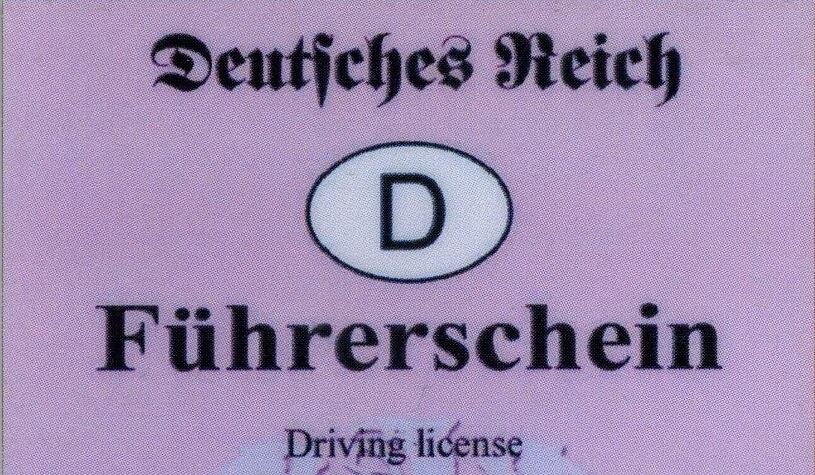 Deutſches Reich
D
Führerschein
Driving license